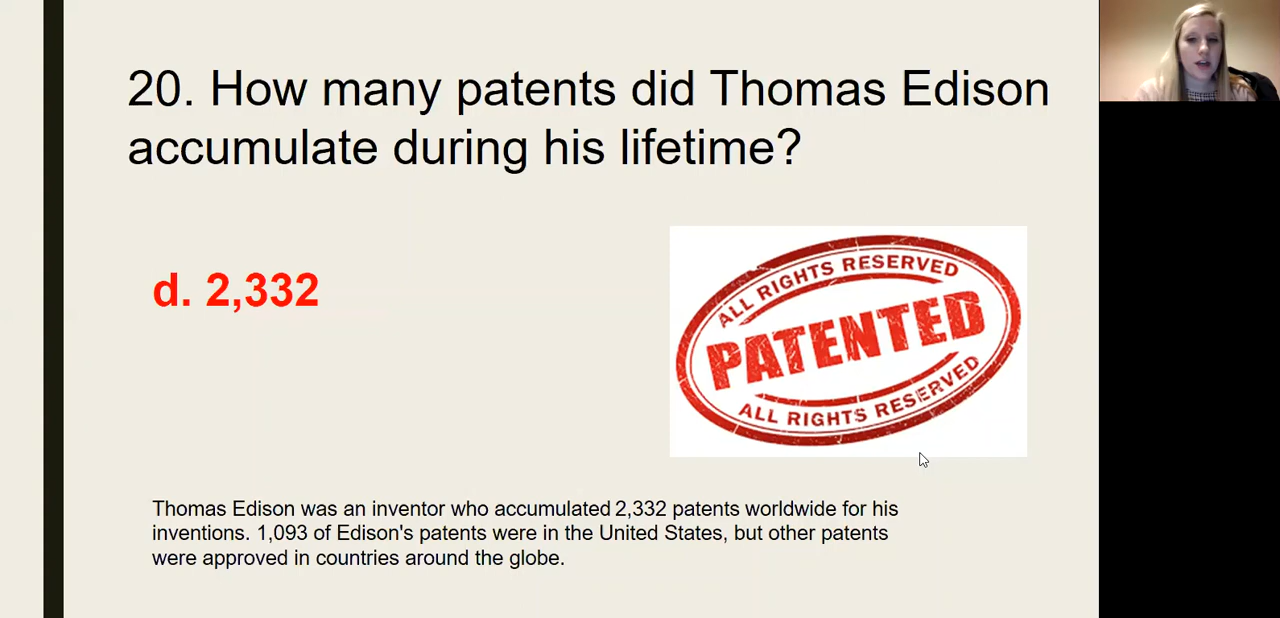 20. How many patents did Thomas Edison
accumulate during his lifetime?
d. 2,332
ALL RIGHTS RESERVED
PATENTED
ALL RIGHTS RESERVED
Thomas Edison was an inventor who accumulated 2,332 patents worldwide for his
inventions. 1,093 of Edison's patents were in the United States, but other patents
were approved in countries around the globe.